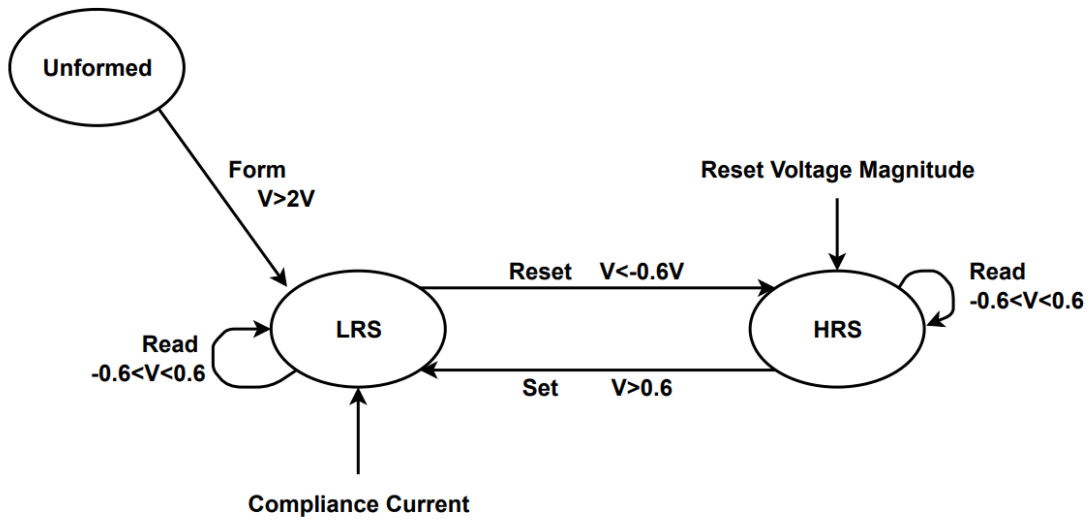 Unformed
Form
V>2V
Reset Voltage Magnitude
Reset V<-0.6V
Read
-0.6<V<0.6
LRS
HRS
Read
-0.6<V<0.6
Set V>0.6
Compliance Current